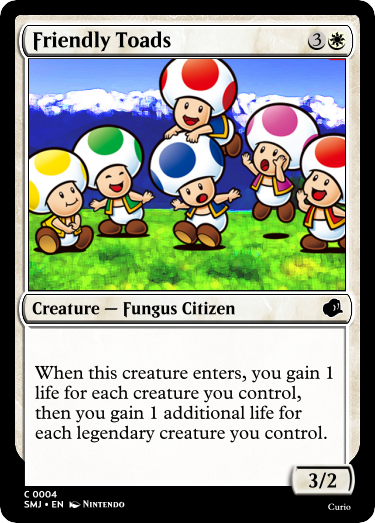 Friendly Toads 3
Creature — Fungus Citizen
When this creature enters, you gain 1
life for each creature you control,
then you gain 1 additional life for
each legendary creature you control.
3/2
C 0004
SMJ • EN Nintendo
Curio